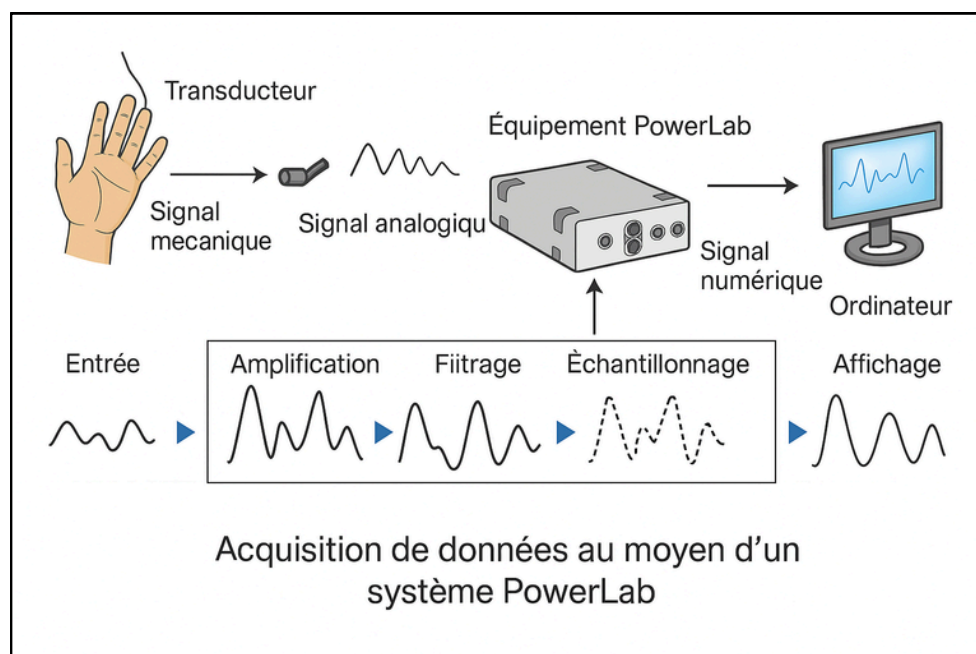 Transducteur
Équipement PowerLab
Signal
mecanique
Signal analogiqu
Signal
numérique
Ordinateur
Entrée
Amplification
Fiitrage
Èchantillonnage
Affichage
Acquisition de données au moyen d'un
système PowerLab